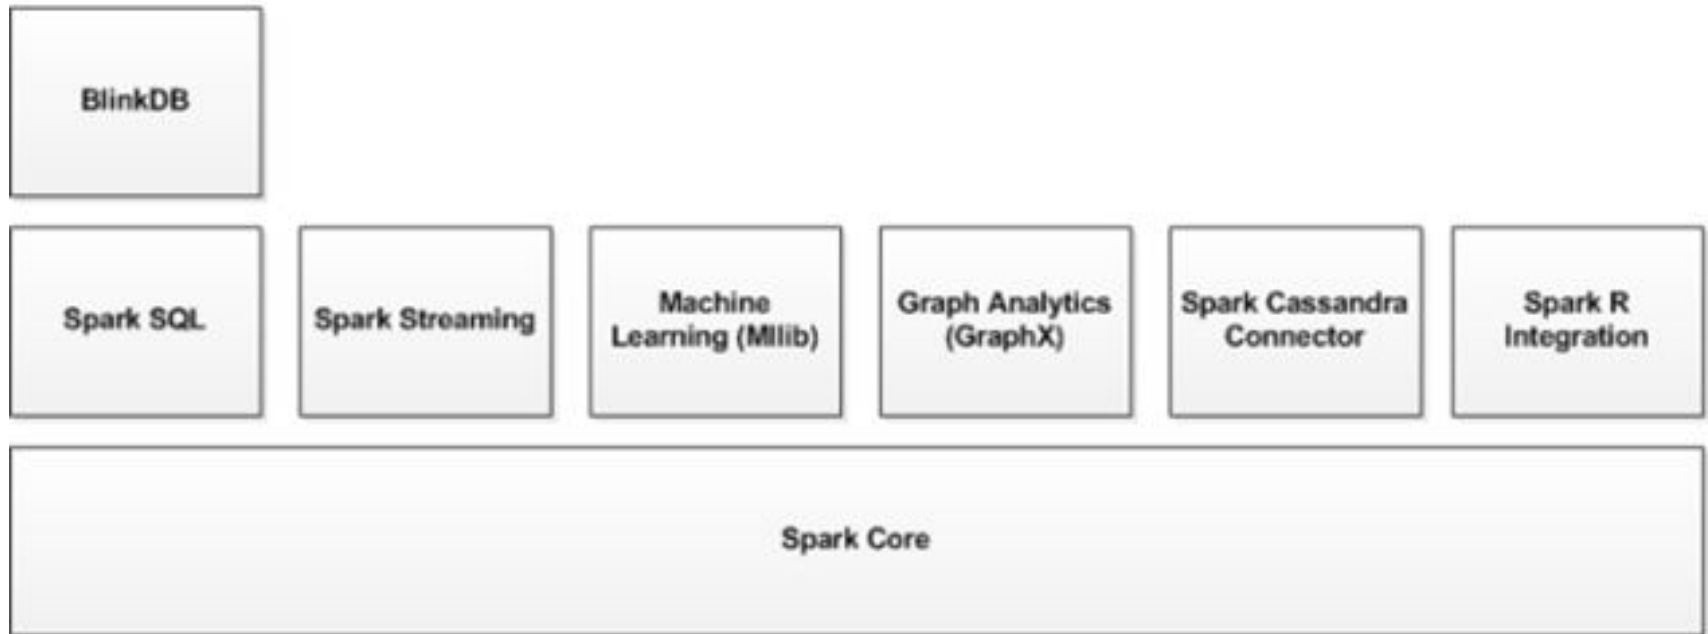 BlinkDB
Spark SQL
Spark Streaming
Machine
Learning (Mllib)
Graph Analytics
(GraphX)
Spark Cassandra
Connector
Spark R
Integration
Spark Core